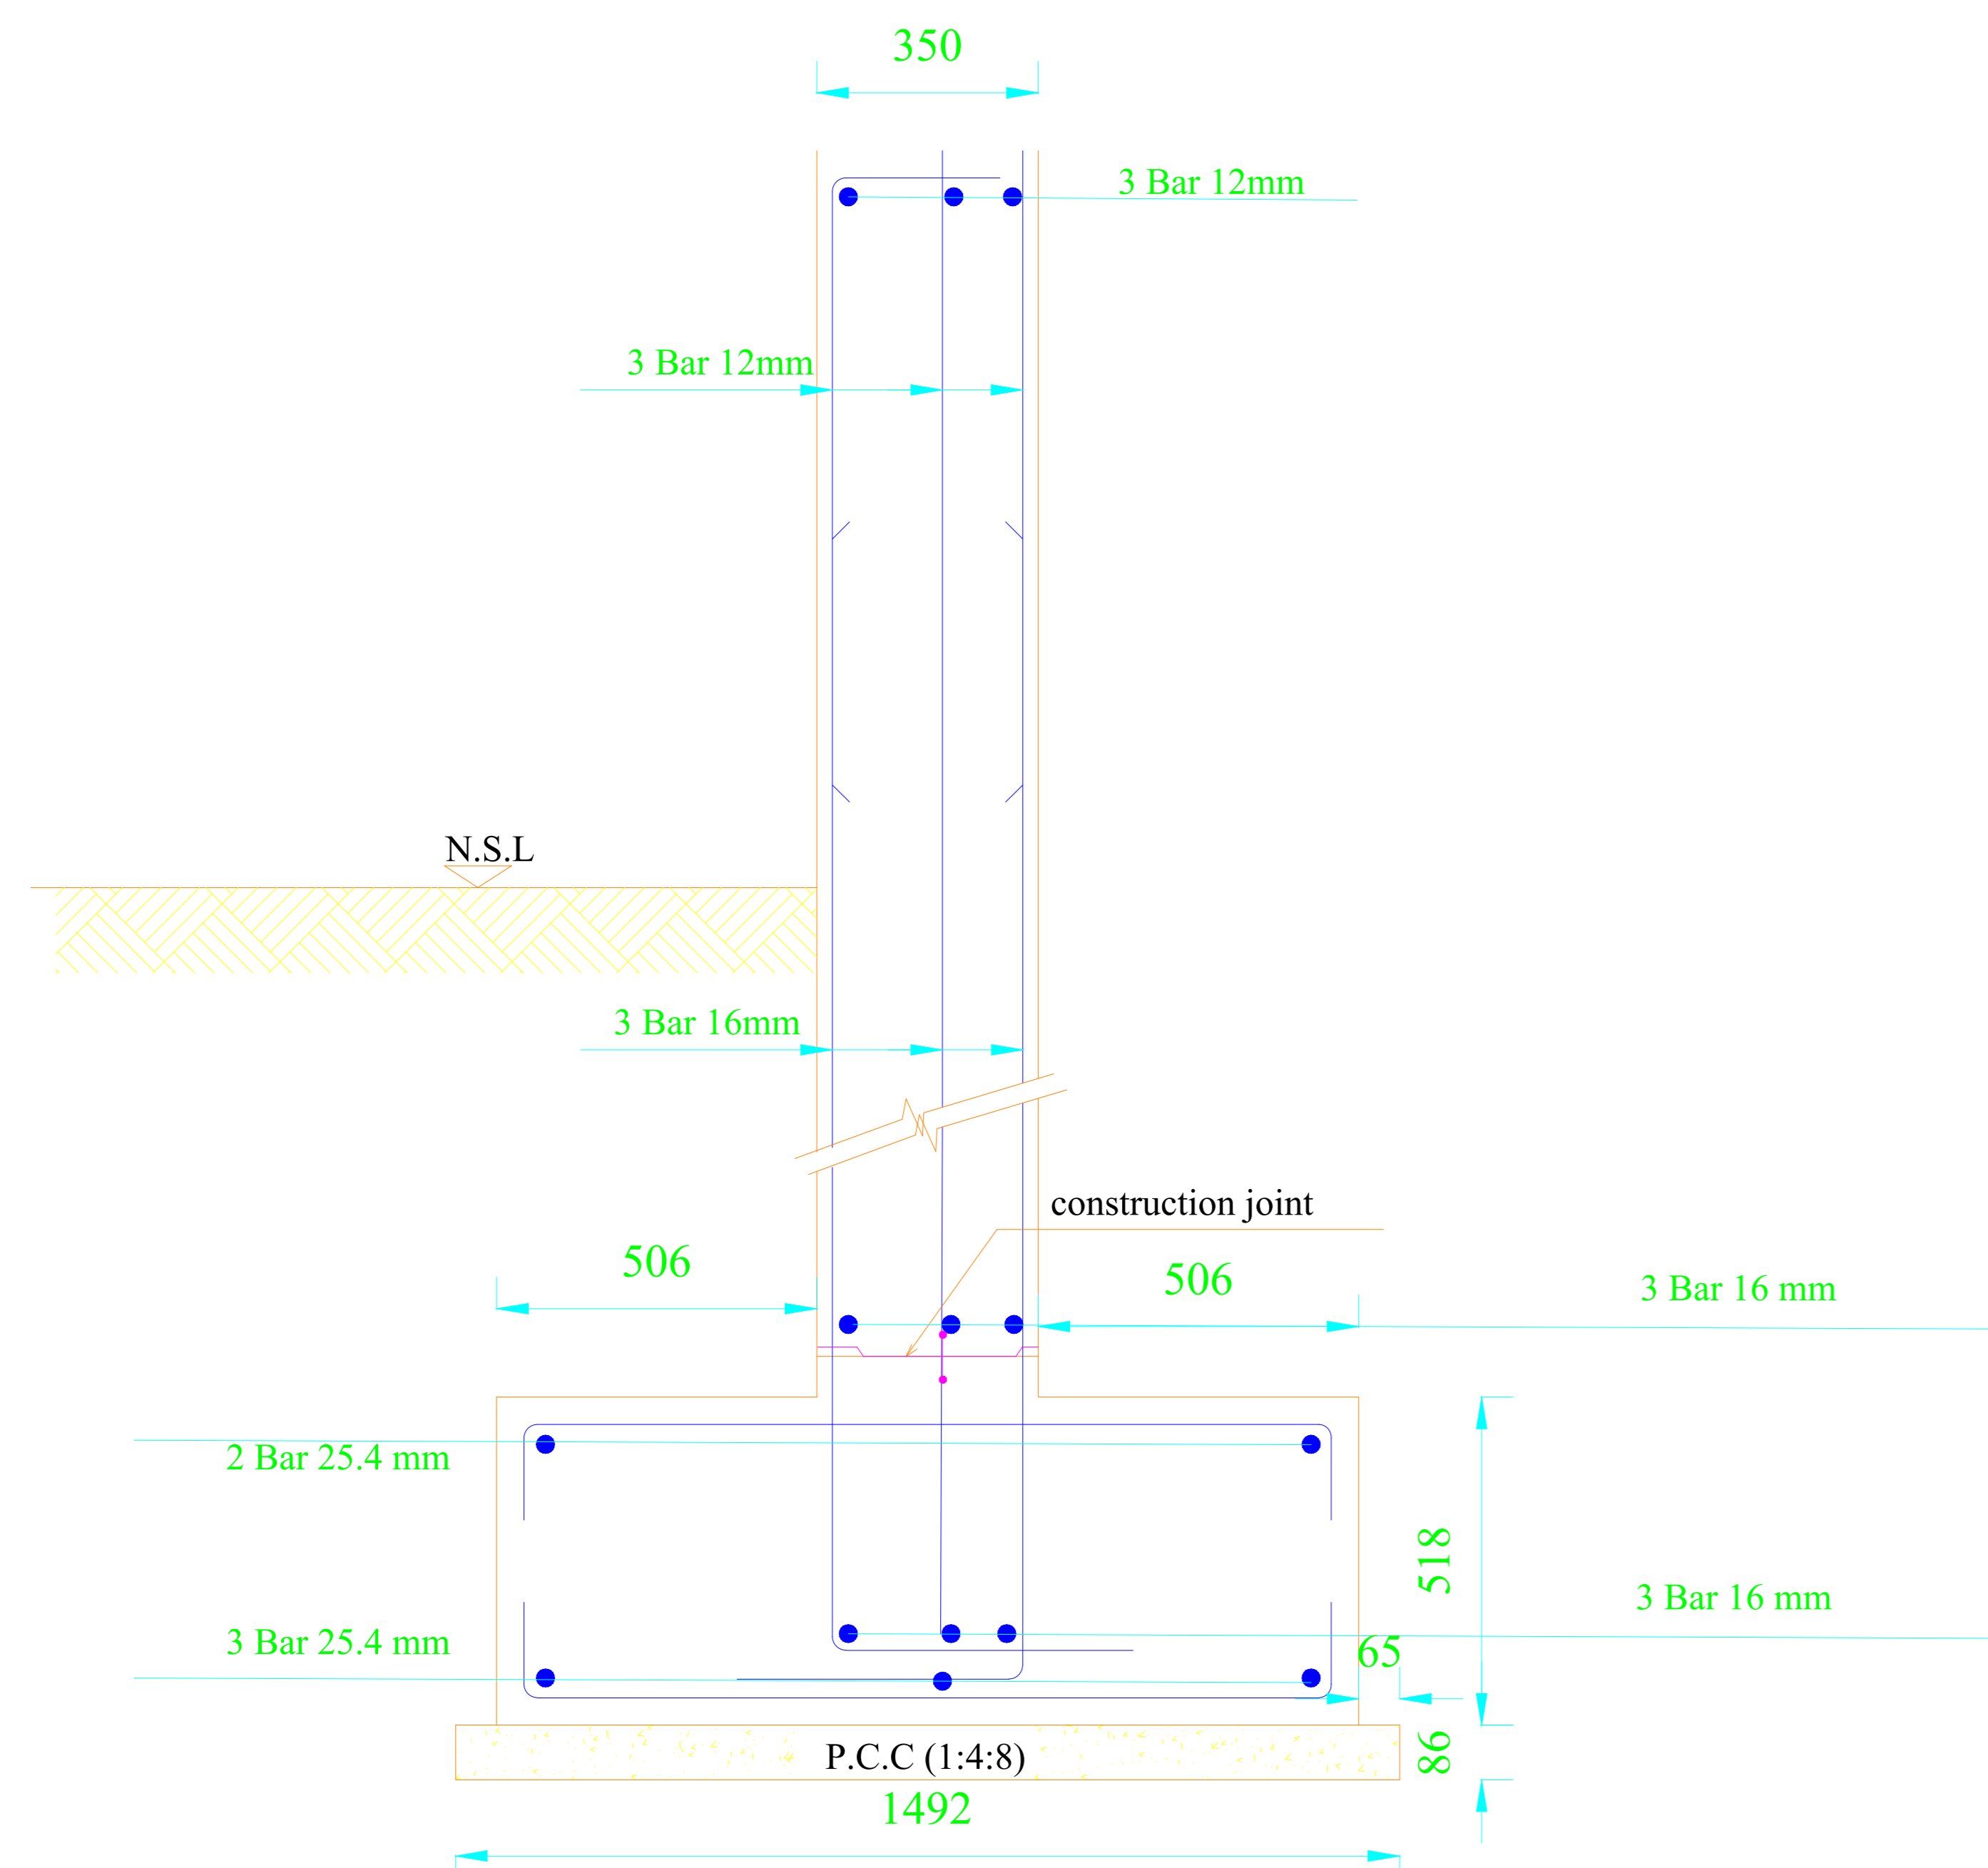 350
3 Bar 12mm
3 Bar 12mm
N.S.L
3 Bar 16mm
construction joint
506
506
3 Bar 16 mm
2 Bar 25.4 mm
518
3 Bar 16 mm
3 Bar 25.4 mm
65
P.C.C (1:4:8)
86
1492